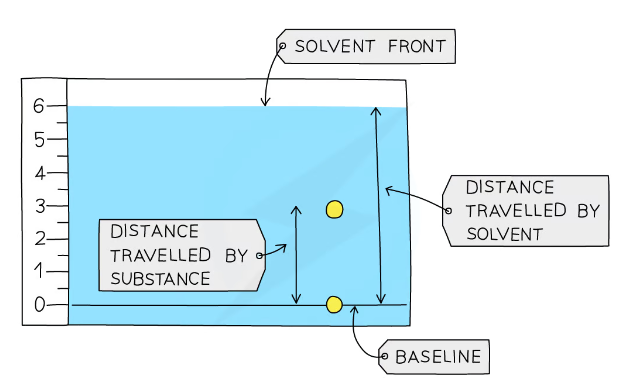 SOLVENT FRONT
6
5
4
3
2
1
0
DISTANCE
TRAVELLED BY
SUBSTANCE
DISTANCE
TRAVELLED BY
SOLVENT
BASELINE